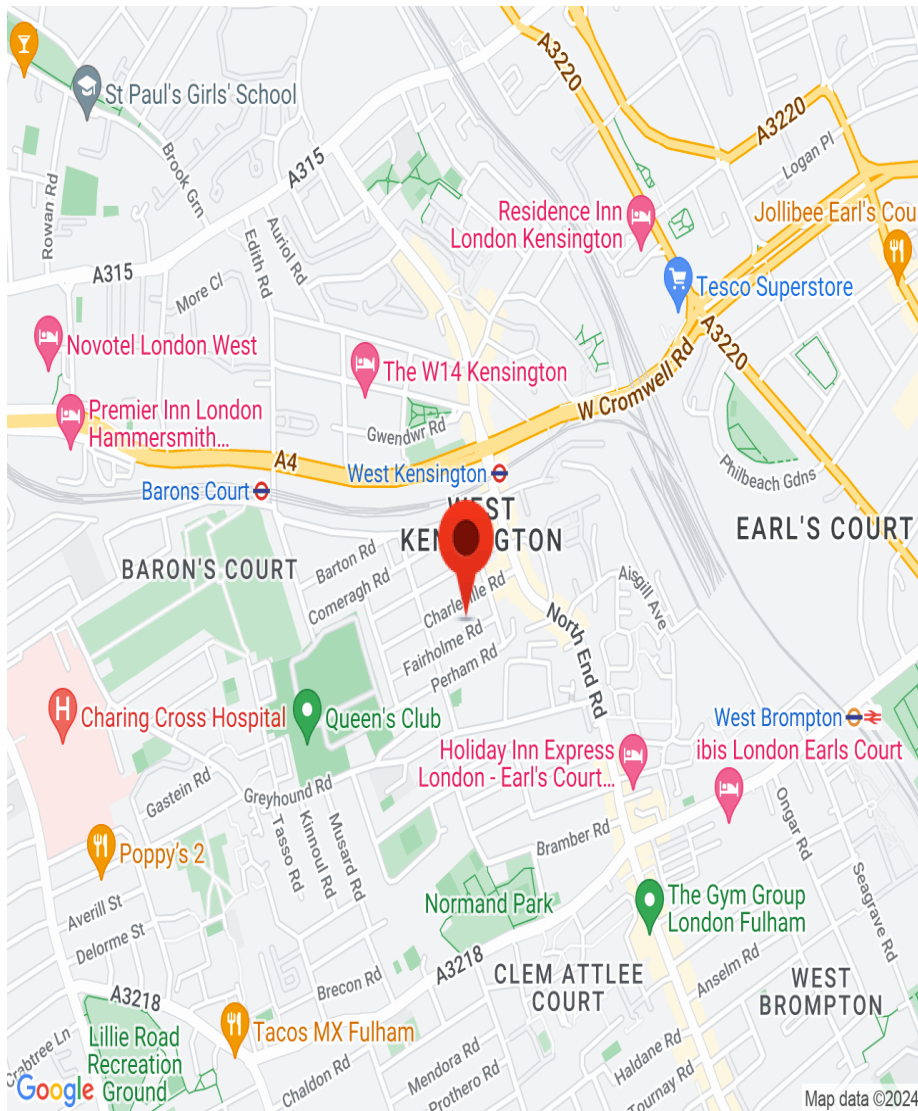 A3220
St Paul's Girls' School
A3220
Logan Pl
A315
Brook Grn
Rowan Rd
Residence Inn
London Kensington
Jollibee Earl's Cou
Auriol Rd
Edith Rd
A315
More Cl
Tesco Superstore
A3220
Novotel London West
The W14 Kensington
W Cromwell Rd
Premier Inn London
Hammersmith...
Gwendwr Rd
A4
West Kensington
Philbeach Gdns
Barons Court
WEST
KEN GTON
EARL'S COURT
Barton Rd
BARON'S COURT
Comeragh Rd
Charleville Rd
Aisgill Ave
North End Rd
Fairholme Rd
Perham Rd
H
Charing Cross Hospital
Queen's Club
West Brompton
Holiday Inn Express
London - Earl's Court...
ibis London Earls Court
Gastein Rd
Greyhound Rd
Tasso Rd
Kinnoul Rd
Musard Rd
Bramber Rd
Ongar Rd
Poppy's 2
Seagrave Rd
Averill St
Normand Park
The Gym Group
London Fulham
Delorme St
A3218
Brecon Rd
CLEM ATTLEE
COURT
Anselm Rd
WEST
BROMPTON
A3218
Crabtree Ln
Lillie Road
Recreation
Ground
Tacos MX Fulham
Chaldon Rd
Mendora Rd
Prothero Rd
Haldane Rd
Tournay Rd
Google
Map data ©2024